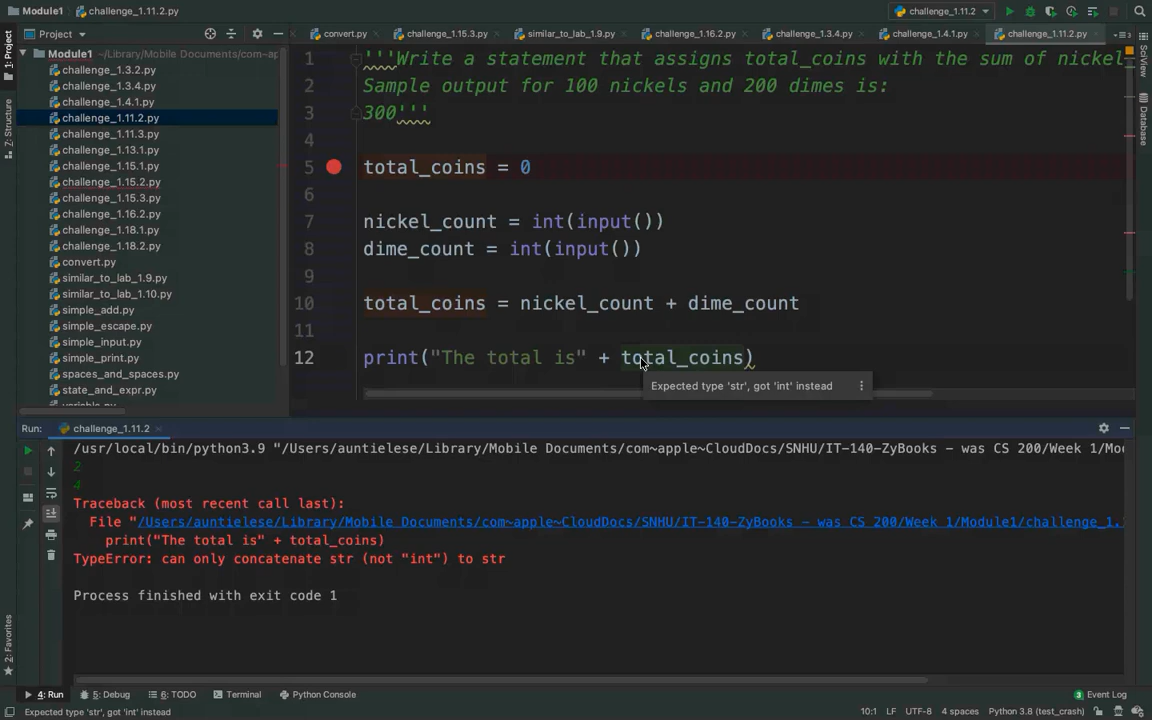 challenge_1.11.2.py
challenge_1.11.2
Project
convert.py
challenge_1.15.3.py
similar_to_lab_1.9.py
challenge_1.16.2.py
challenge_1.3.4.py
challenge_1.4.1.py
challenge_1.11.2.py
1: Project
Z: Structure
2: Favorites
SciView
Database
Module1 ~/Library/Mobile Documents/com~ap
challenge_1.3.2.py
challenge_1.3.4.py
challenge_1.4.1.py
challenge_1.11.2.py
challenge_1.11.3.py
challenge_1.13.1.py
challenge_1.15.1.py
challenge_1.15.2.py
challenge_1.15.3.py
challenge_1.16.2.py
challenge_1.18.1.py
challenge_1.18.2.py
convert.py
similar_to_lab_1.9.py
similar_to_lab_1.10.py
simple_add.py
simple_escape.py
simple_input.py
simple_print.py
spaces_and_spaces.py
state_and_expr.py
1 '''Write a statement that assigns total_coins with the sum of nickel
2 Sample output for 100 nickels and 200 dimes is:
3 300'''
4
5 total_coins = 0
6
7 nickel_count = int(input())
8 dime_count = int(input())
9
10 total_coins = nickel_count + dime_count
11
12 print("The total is" + total_coins)
Expected type 'str', got 'int' instead
Run: challenge_1.11.2
/usr/local/bin/python3.9 "/Users/auntielese/Library/Mobile Documents/com~apple~CloudDocs/SNHU/IT-140-ZyBooks - was CS 200/Week 1/Mod
2
4
Traceback (most recent call last):
File "/Users/auntielese/Library/Mobile Documents/com~apple~CloudDocs/SNHU/IT-140-ZyBooks - was CS 200/Week 1/Module1/challenge_1.
print("The total is" + total_coins)
TypeError: can only concatenate str (not "int") to str
Process finished with exit code 1
4: Run
5: Debug
6: TODO
Terminal
Python Console
3 Event Log
Expected type 'str', got 'int' instead
10:1 LF UTF-8 4 spaces Python 3.8 (test_crash)